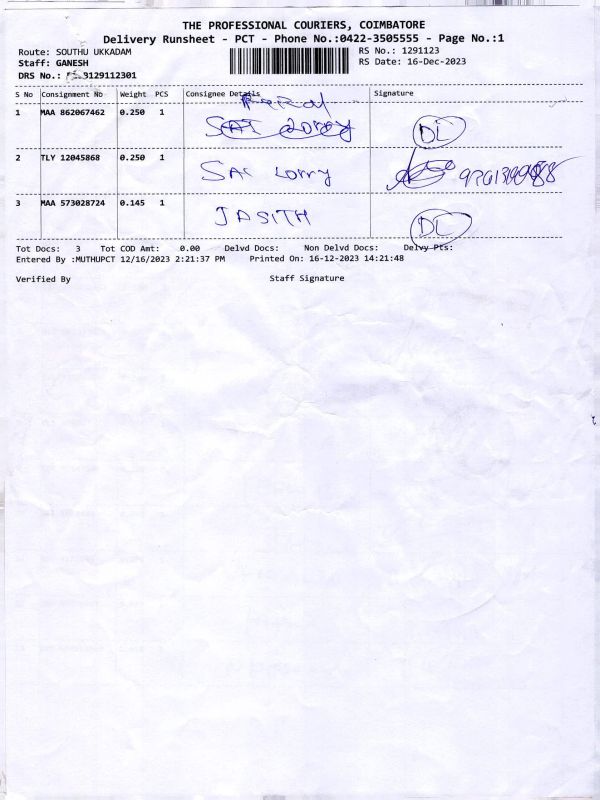 THE PROFESSIONAL COURIERS, COIMBATORE
Delivery Runsheet - PCT - Phone No.:0422-3505555 - Page No.:1
Route: SOUTHU UKKADAM RS No.: 1291123
Staff: GANESH RS Date: 16-Dec-2023
DRS No.: 3129112301
S No Consignment No Weight PCS Consignee Details Signature
1 MAA 862067462 0.250 1 DL
SAI Lorry
2 TLY 12045868 0.250 1 SAI Lorry
3 MAA 573028724 0.145 1 JASITH DL
Tot Docs: 3 Tot COD Amt: 0.00 Delvd Docs: Non Delvd Docs: Delvy Pts:
Entered By :MUTHUPCT 12/16/2023 2:21:37 PM Printed On: 16-12-2023 14:21:48
Verified By Staff Signature